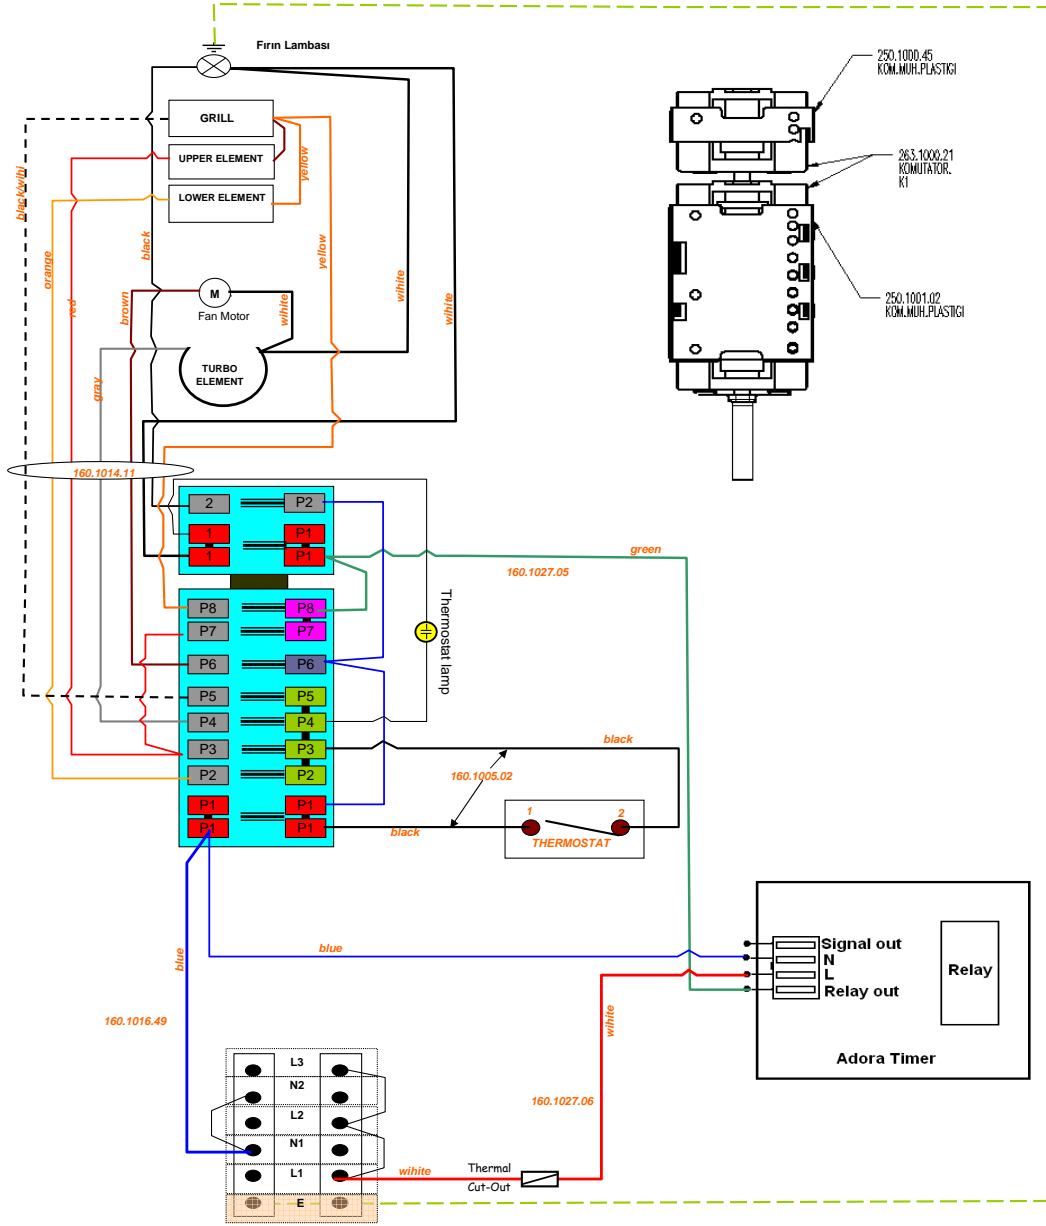 Fırın Lambası
250.1000.45
KOM.MUH.PLASTIGI
GRILL
UPPER ELEMENT
LOWER ELEMENT
263.1000.21
KOMUTATOR.
K1
black/wihi
yellow
orange
red
black
brown
yellow
wihite
wihite
wihite
M
Fan Motor
TURBO
ELEMENT
gray
250.1001.02
KOM.MUH.PLASTIGI
160.1014.11
2 P2
1 P1
1 P1
green
160.1027.05
P8 P8
P7 P7
P6 P6
P5 P5
P4 P4
P3 P3
P2 P2
P1 P1
P1 P1
Thermostat lamp
black
160.1005.02
black
1 2
THERMOSTAT
blue
blue
160.1016.49
Signal out
N
L
Relay out
Relay
Adora Timer
wihite
160.1027.06
L3
N2
L2
N1
L1
E
wihite
Thermal
Cut-Out